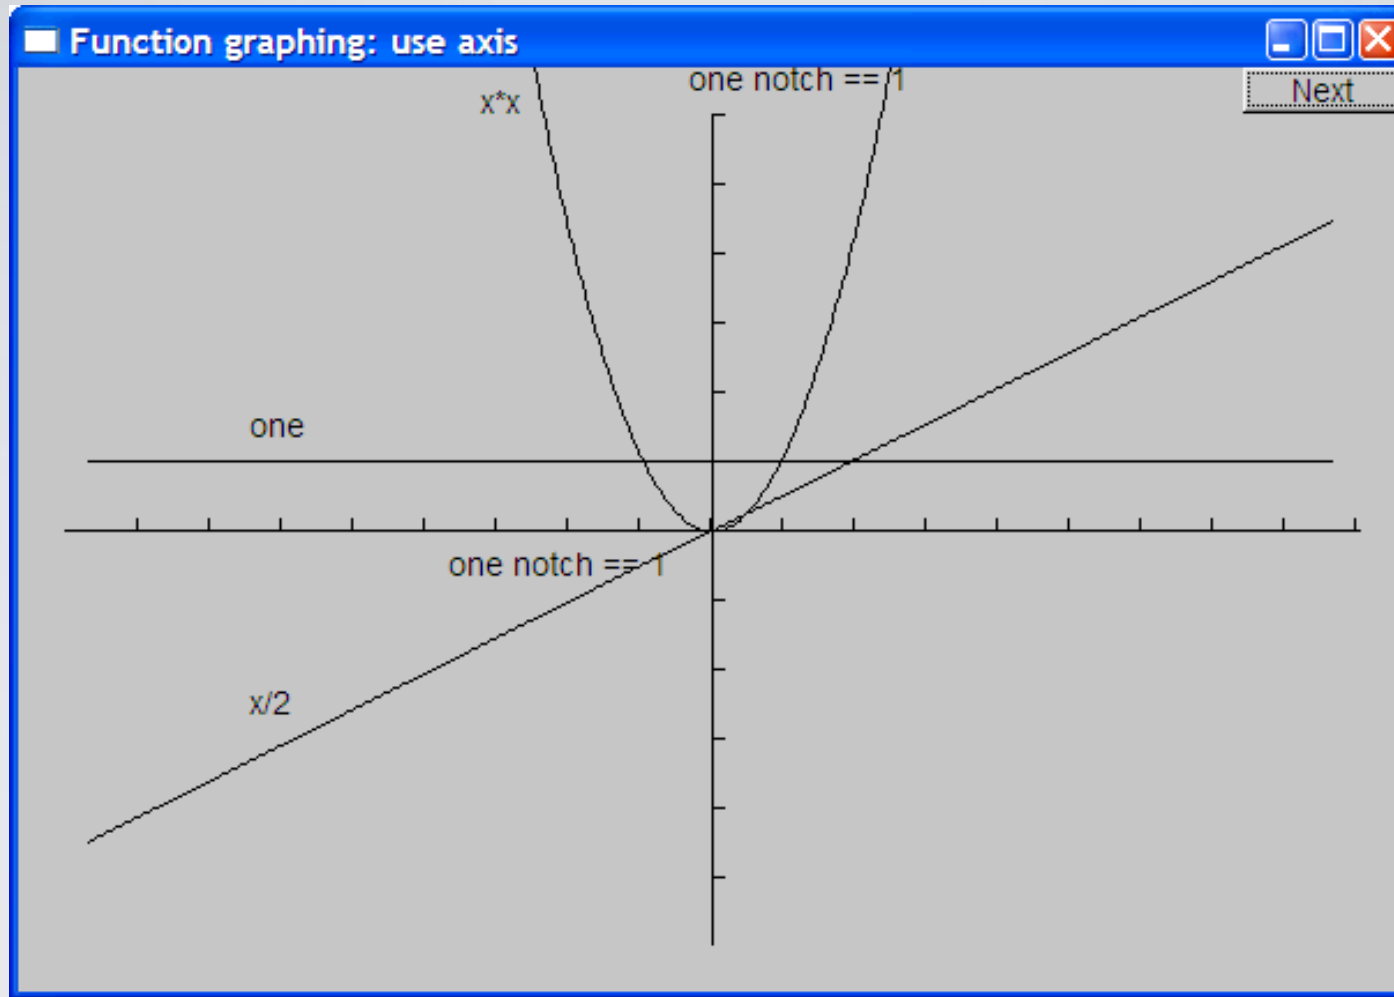 Function graphing: use axis
one notch == 1
Next
x*x
one
one notch == 1
x/2